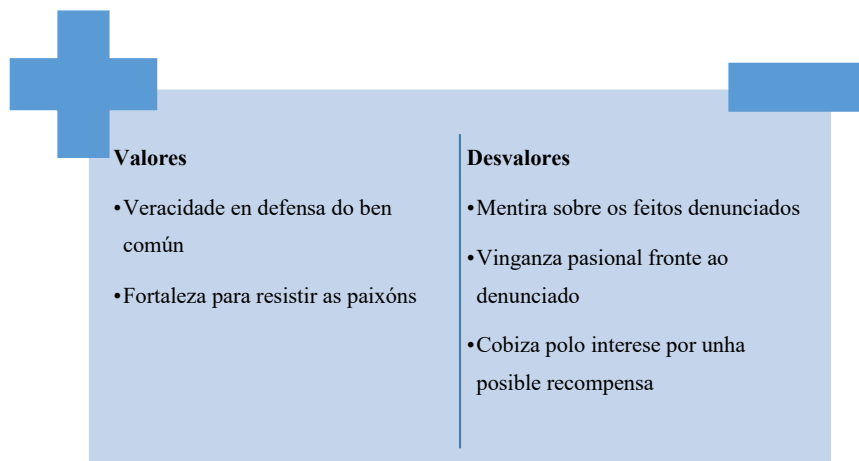 Valores
•Veracidade en defensa do ben
común
•Fortaleza para resistir as paixóns
Desvalores
•Mentira sobre os feitos denunciados
•Vinganza pasional fronte ao
denunciado
•Cobiza polo interese por unha
posible recompensa